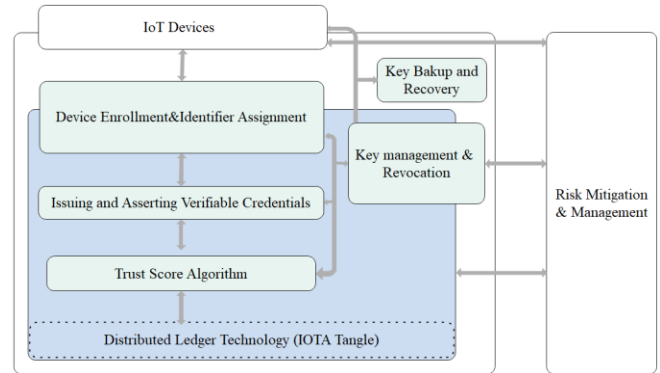 IoT Devices
Key Bakup and
Recovery
Device Enrollment&Identifier Assignment
Key management &
Revocation
Issuing and Asserting Verifiable Credentials
Risk Mitigation
& Management
Trust Score Algorithm
Distributed Ledger Technology (IOTA Tangle)